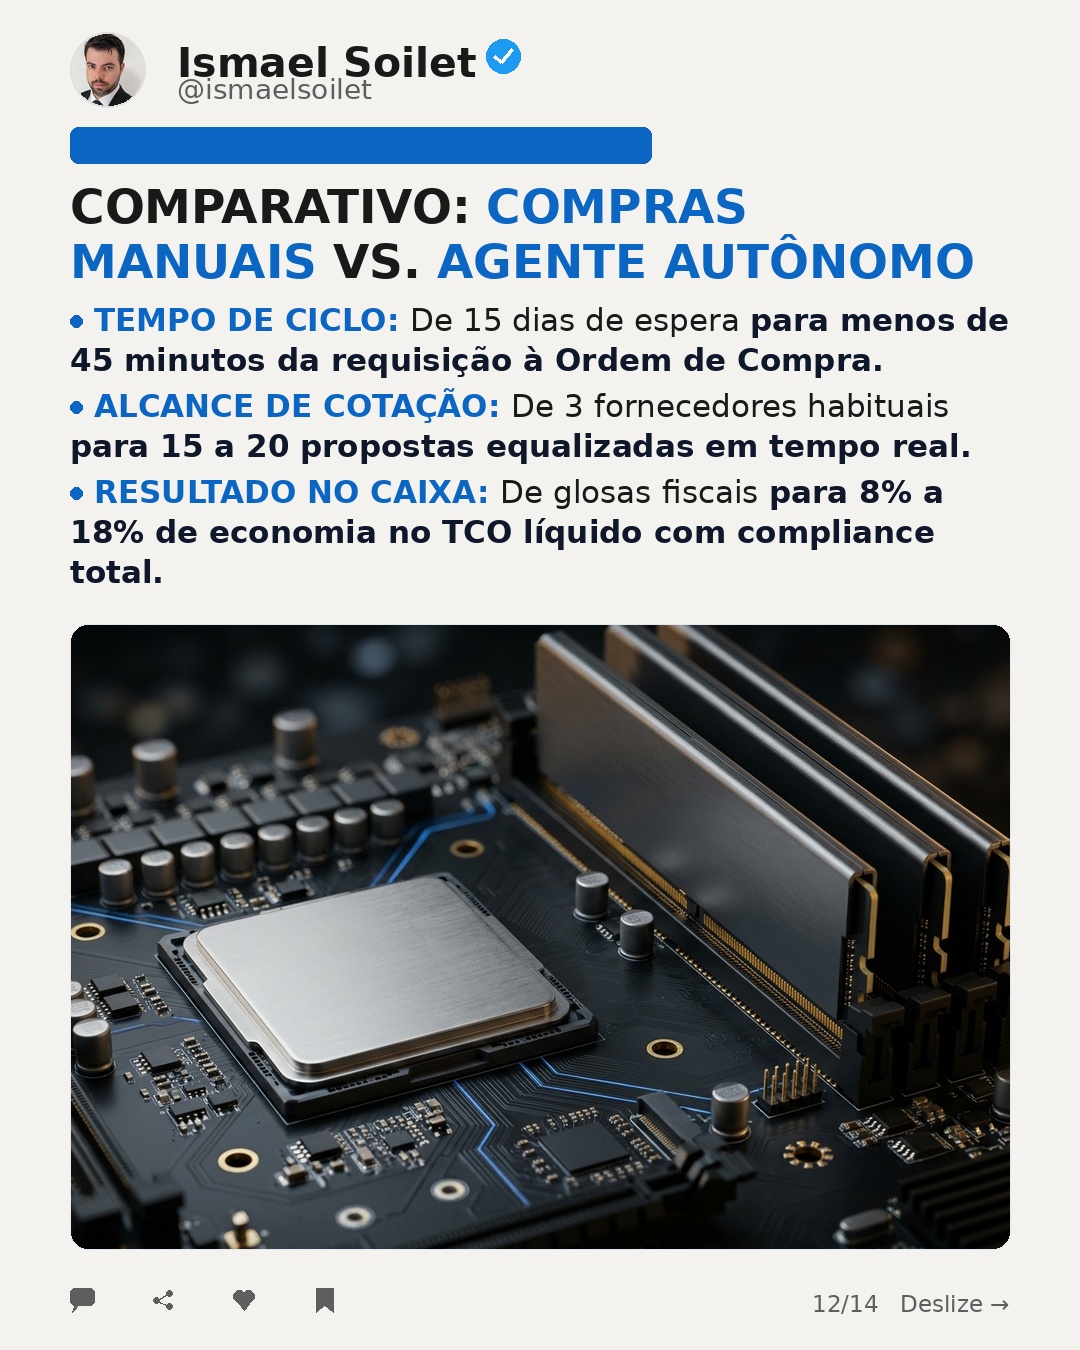 Ismael Soilet
@ismaelsoilet
COMPARATIVO: COMPRAS
MANUAIS VS. AGENTE AUTÔNOMO
• TEMPO DE CICLO: De 15 dias de espera para menos de
45 minutos da requisição à Ordem de Compra.
• ALCANCE DE COTAÇÃO: De 3 fornecedores habituais
para 15 a 20 propostas equalizadas em tempo real.
• RESULTADO NO CAIXA: De glosas fiscais para 8% a
18% de economia no TCO líquido com compliance
total.
12/14 Deslize →